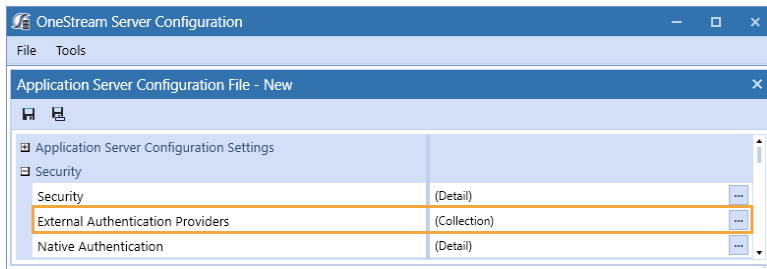 OneStream Server Configuration
File Tools
Application Server Configuration File - New
Application Server Configuration Settings
Security
Security (Detail) ...
External Authentication Providers (Collection) ...
Native Authentication (Detail) ...